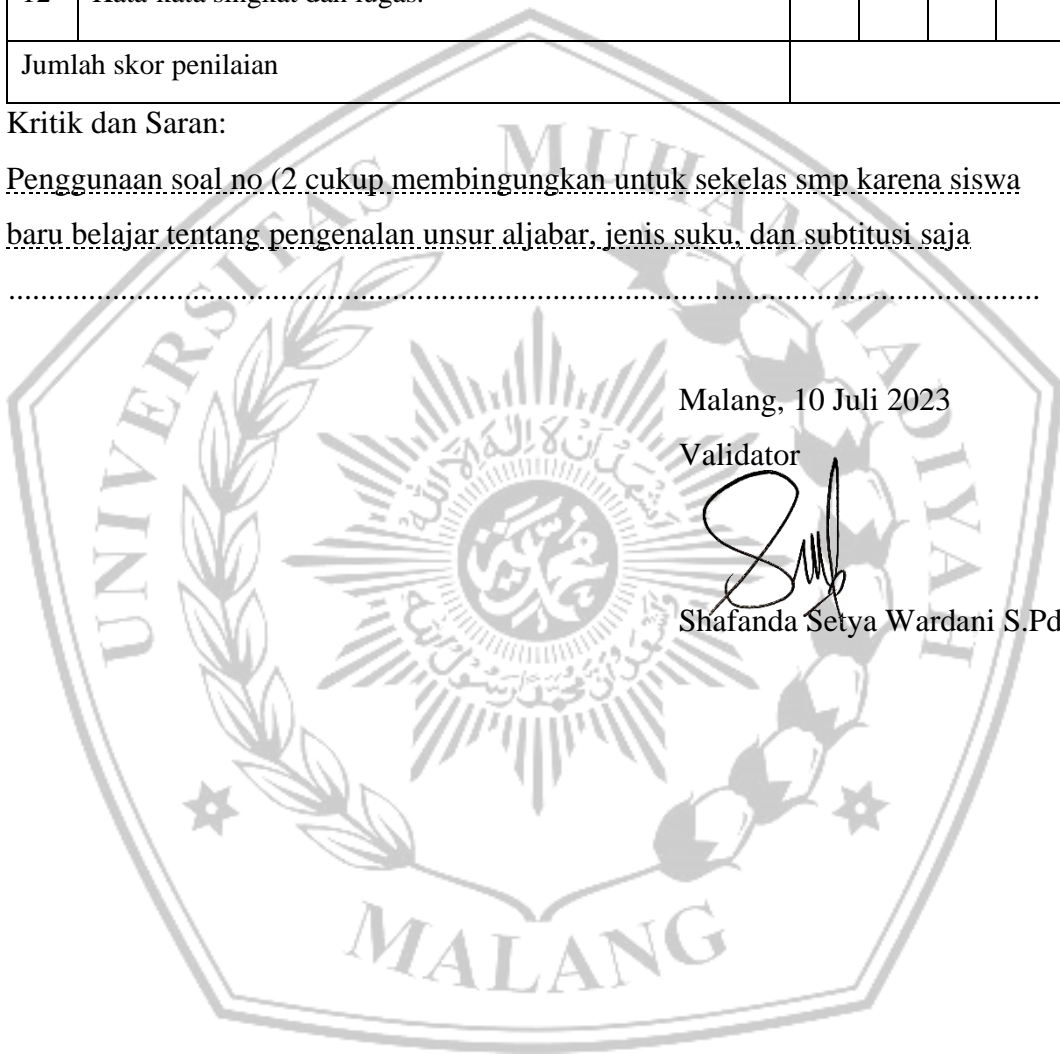 12 Kata-kata singkat dan lugas.
Jumlah skor penilaian
Kritik dan Saran:
Penggunaan soal no (2 cukup membingungkan untuk sekelas smp karena siswa
baru belajar tentang pengenalan unsur aljabar, jenis suku, dan subtitusi saja
Malang, 10 Juli 2023
Validator
Shafanda Setya Wardani S.Pd
UNIVERSITAS MUHAMMADIYAH
MALANG